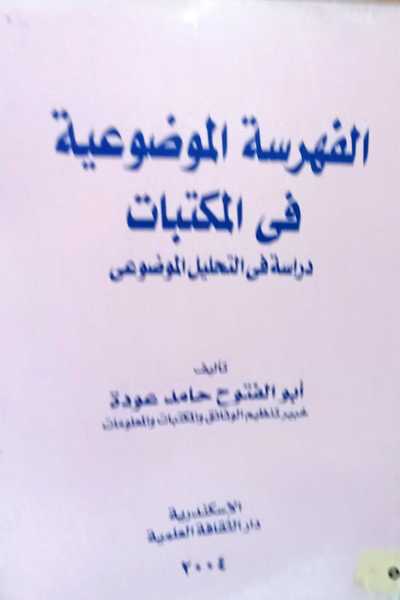 الفهرسة الموضوعية
فى المكتبات
دراسة فى التحليل الموضوعى
تأليف
أبو الفتوح حامد عودة
خبير تنظيم الوثائق والمكتبات والمعلومات
الاسكندرية
دار الثقافة العلمية
٢٠٠٤